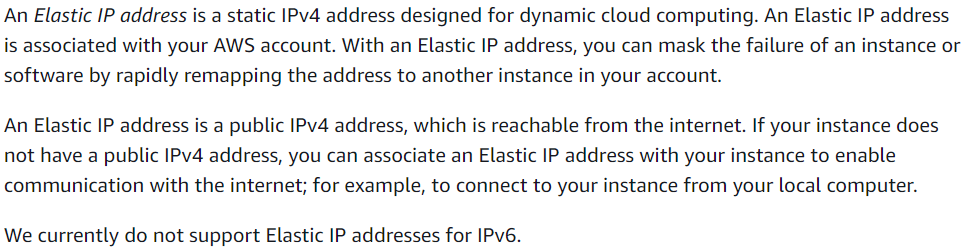 An Elastic IP address is a static IPv4 address designed for dynamic cloud computing. An Elastic IP address
is associated with your AWS account. With an Elastic IP address, you can mask the failure of an instance or
software by rapidly remapping the address to another instance in your account.
An Elastic IP address is a public IPv4 address, which is reachable from the internet. If your instance does
not have a public IPv4 address, you can associate an Elastic IP address with your instance to enable
communication with the internet; for example, to connect to your instance from your local computer.
We currently do not support Elastic IP addresses for IPv6.